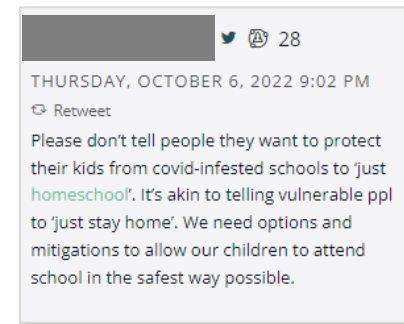 28
THURSDAY, OCTOBER 6, 2022 9:02 PM
Retweet
Please don't tell people they want to protect
their kids from covid-infested schools to 'just
homeschool'. It's akin to telling vulnerable ppl
to 'just stay home'. We need options and
mitigations to allow our children to attend
school in the safest way possible.